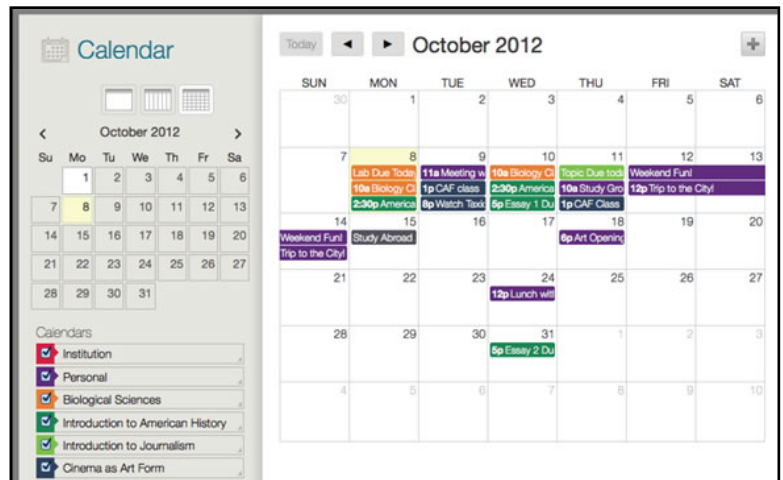 Calendar
October 2012
Su Mo Tu We Th Fr Sa
1 2 3 4 5 6
7 8 9 10 11 12 13
14 15 16 17 18 19 20
21 22 23 24 25 26 27
28 29 30 31
Calendars
Institution
Personal
Biological Sciences
Introduction to American History
Introduction to Journalism
Cinema as Art Form
Today October 2012
SUN MON TUE WED THU FRI SAT
30 1 2 3 4 5 6
7 8 9 10 11 12 13
Lab Due Today 11a Meeting w 10a Biology Cl Topic Due toda Weekend Fun!
10a Biology Cl 1p CAF class 2:30p America 10a Study Gro 12p Trip to the City!
2:30p America 8p Watch Taxi 5p Essay 1 Du 1p CAF Class
14 15 16 17 18 19 20
Weekend Fun! Study Abroad 6p Art Opening
Trip to the City!
21 22 23 24 25 26 27
12p Lunch with
28 29 30 31 1 2 3
5p Essay 2 Du
4 5 6 7 8 9 10